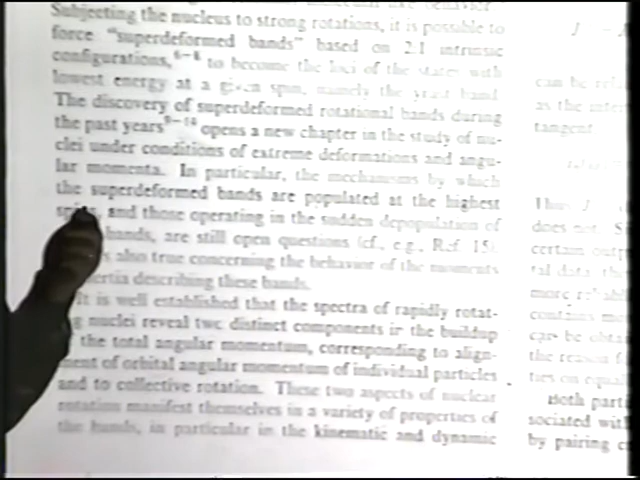 Subjecting the nucleus to strong rotations, it is possible to
force "superdeformed bands" based on 2:1 intrinsic
configurations, to become the loci of the states with
lowest energy at a given spin, namely the yrast band.
The discovery of superdeformed rotational bands during
the past years opens a new chapter in the study of nu-
clei under conditions of extreme deformations and angu-
lar momenta. In particular, the mechanisms by which
the superdeformed bands are populated at the highest
and those operating in the sudden depopulation of
bands, are still open questions (cf., e.g., Ref. 15).
also true concerning the behavior of the moments
describing these bands.
It is well established that the spectra of rapidly rotat-
nuclei reveal two distinct components in the buildup
the total angular momentum, corresponding to align-
ment of orbital angular momentum of individual particles
and to collective rotation. These two aspects of nuclear
rotation manifest themselves in a variety of properties of
the bands, in particular in the kinematic and dynamic
J
can be
as the
tangent
does not
certain
tal data
more
can be
the reason
ties on
Both
sociated
by pairing